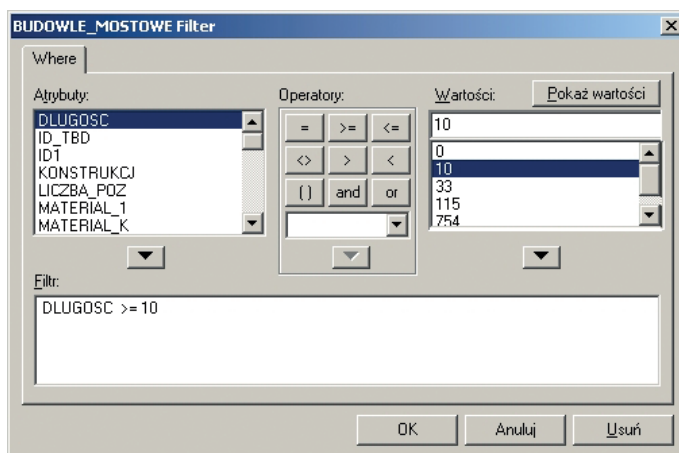 BUDOWLE_MOSTOWE Filter
Where
Atrybuty:
Operatory:
Wartości:
Pokaż wartości
DLUGOSC
ID_TBD
ID1
KONSTRUKCJ
LICZBA_POZ
MATERIAL_1
MATERIAL_K
= >= <=
<> > <
( ) and or
10
0
10
33
115
754
Filtr:
DLUGOSC >= 10
OK
Anuluj
Usuń